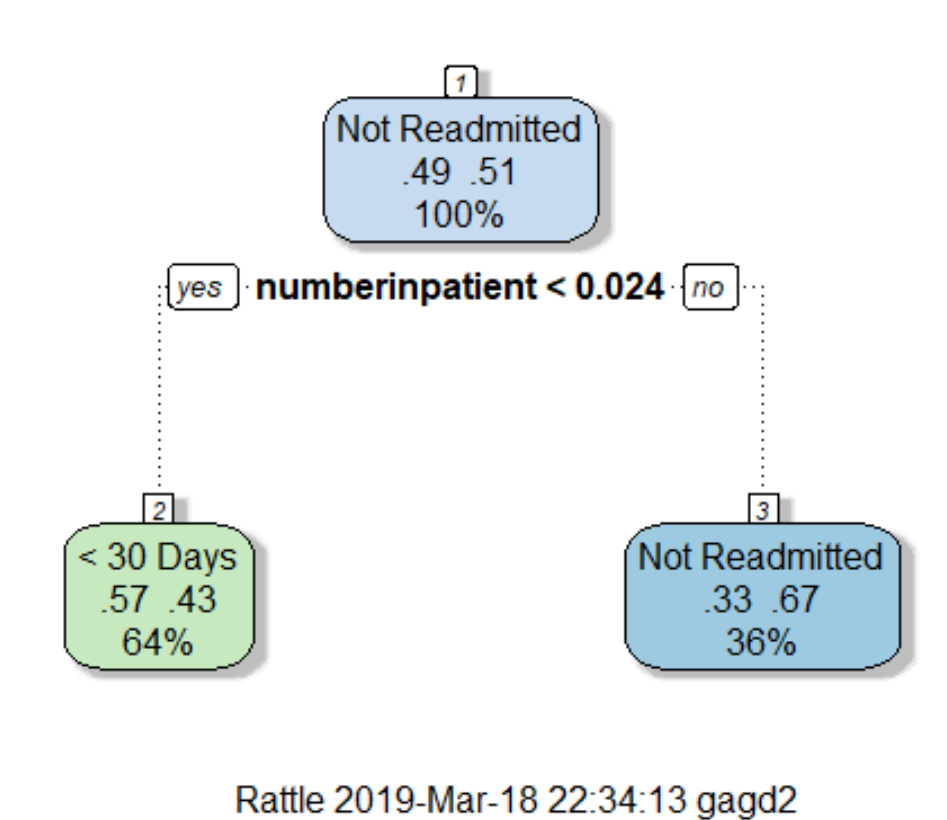 1
Not Readmitted
.49 .51
100%
yes numberinpatient < 0.024 no
2
< 30 Days
.57 .43
64%
3
Not Readmitted
.33 .67
36%
Rattle 2019-Mar-18 22:34:13 gagd2